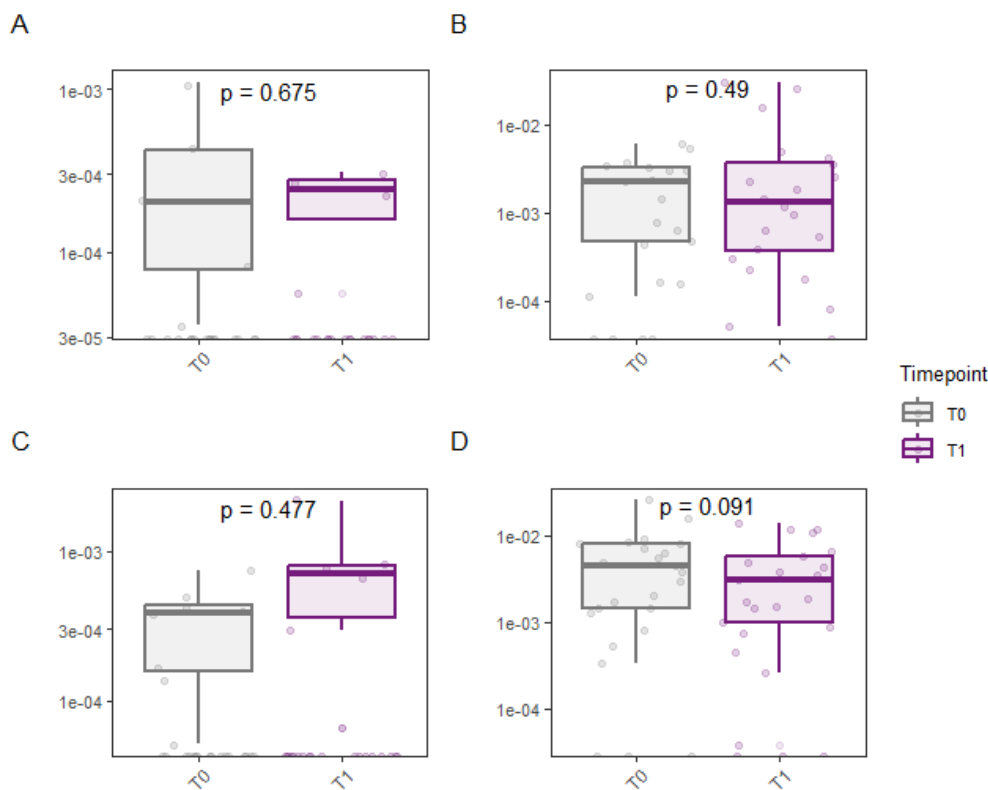 A
B
p = 0.675
p = 0.49
1e-03
3e-04
1e-04
3e-05
1e-02
1e-03
1e-04
T0
T1
T0
T1
Timepoint
T0
T1
C
D
p = 0.477
p = 0.091
1e-03
3e-04
1e-04
1e-02
1e-03
1e-04
T0
T1
T0
T1